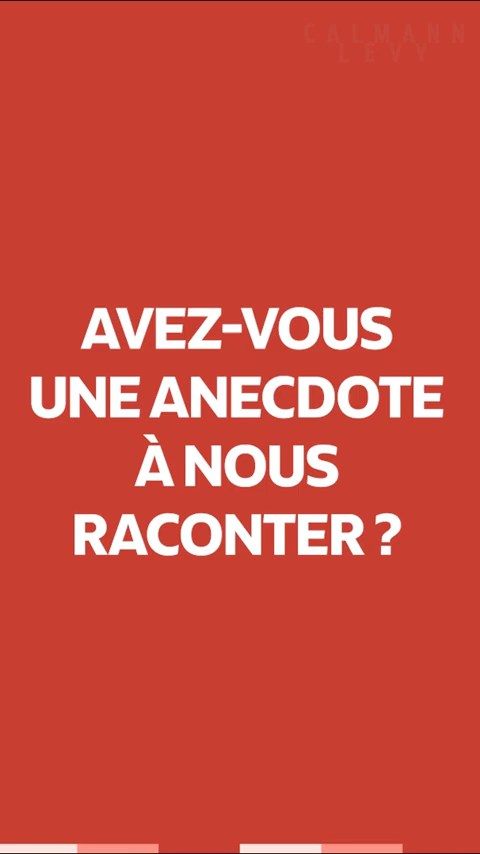 CALMANN
LEVY
AVEZ-VOUS
UNE ANECDOTE
À NOUS
RACONTER ?